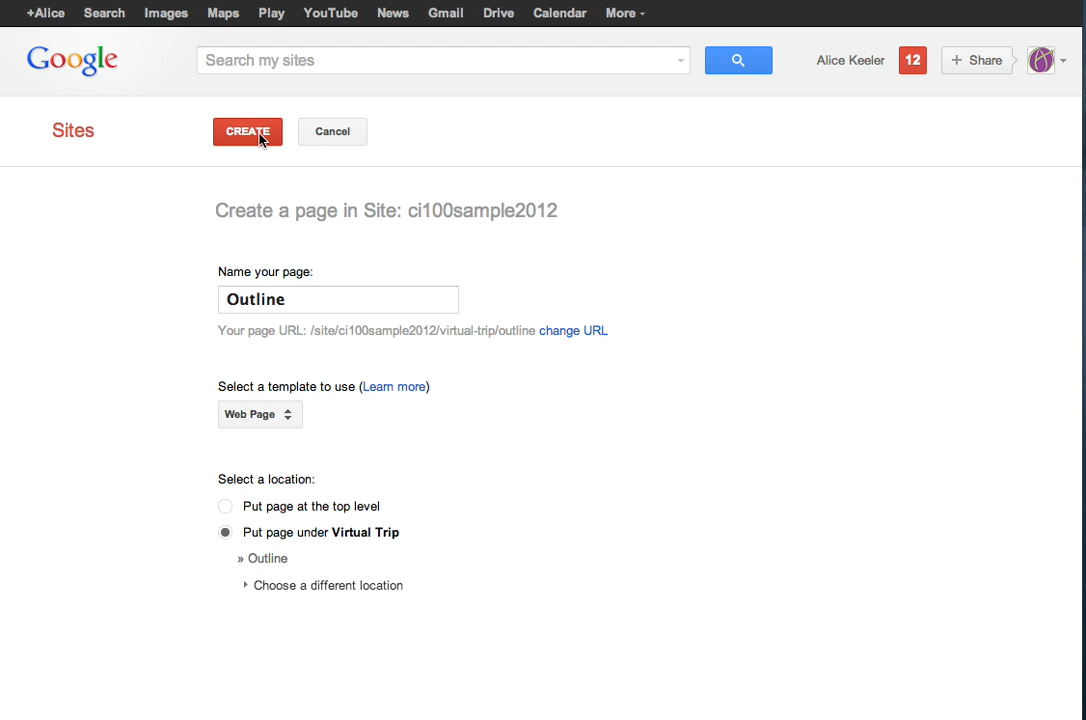 +Alice Search Images Maps Play YouTube News Gmail Drive Calendar More
Google Search my sites Alice Keeler 12 + Share
Sites CREATE Cancel
Create a page in Site: ci100sample2012
Name your page:
Outline
Your page URL: /site/ci100sample2012/virtual-trip/outline change URL
Select a template to use (Learn more)
Web Page
Select a location:
Put page at the top level
Put page under Virtual Trip
» Outline
Choose a different location